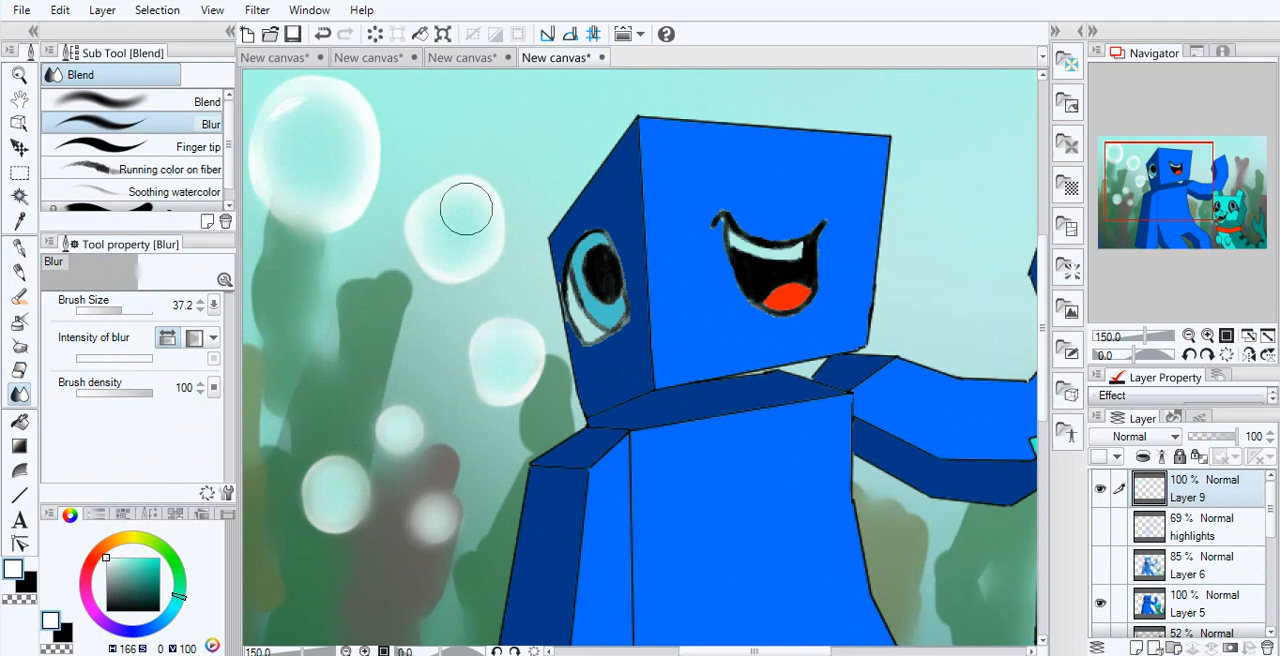 File Edit Layer Selection View Filter Window Help
Sub Tool [Blend]
Blend
Blend
Blur
Finger tip
Running color on fiber
Soothing watercolor
Tool property [Blur]
Blur
Brush Size 37.2
Intensity of blur
Brush density 100
H 166 S 0 V 100
New canvas* New canvas* New canvas* New canvas*
150.0 0.0
Navigator
150.0
0.0
Layer Property
Effect
Layer
Normal 100
100 % Normal
Layer 9
69 % Normal
highlights
85 % Normal
Layer 6
100 % Normal
Layer 5
52 % Normal